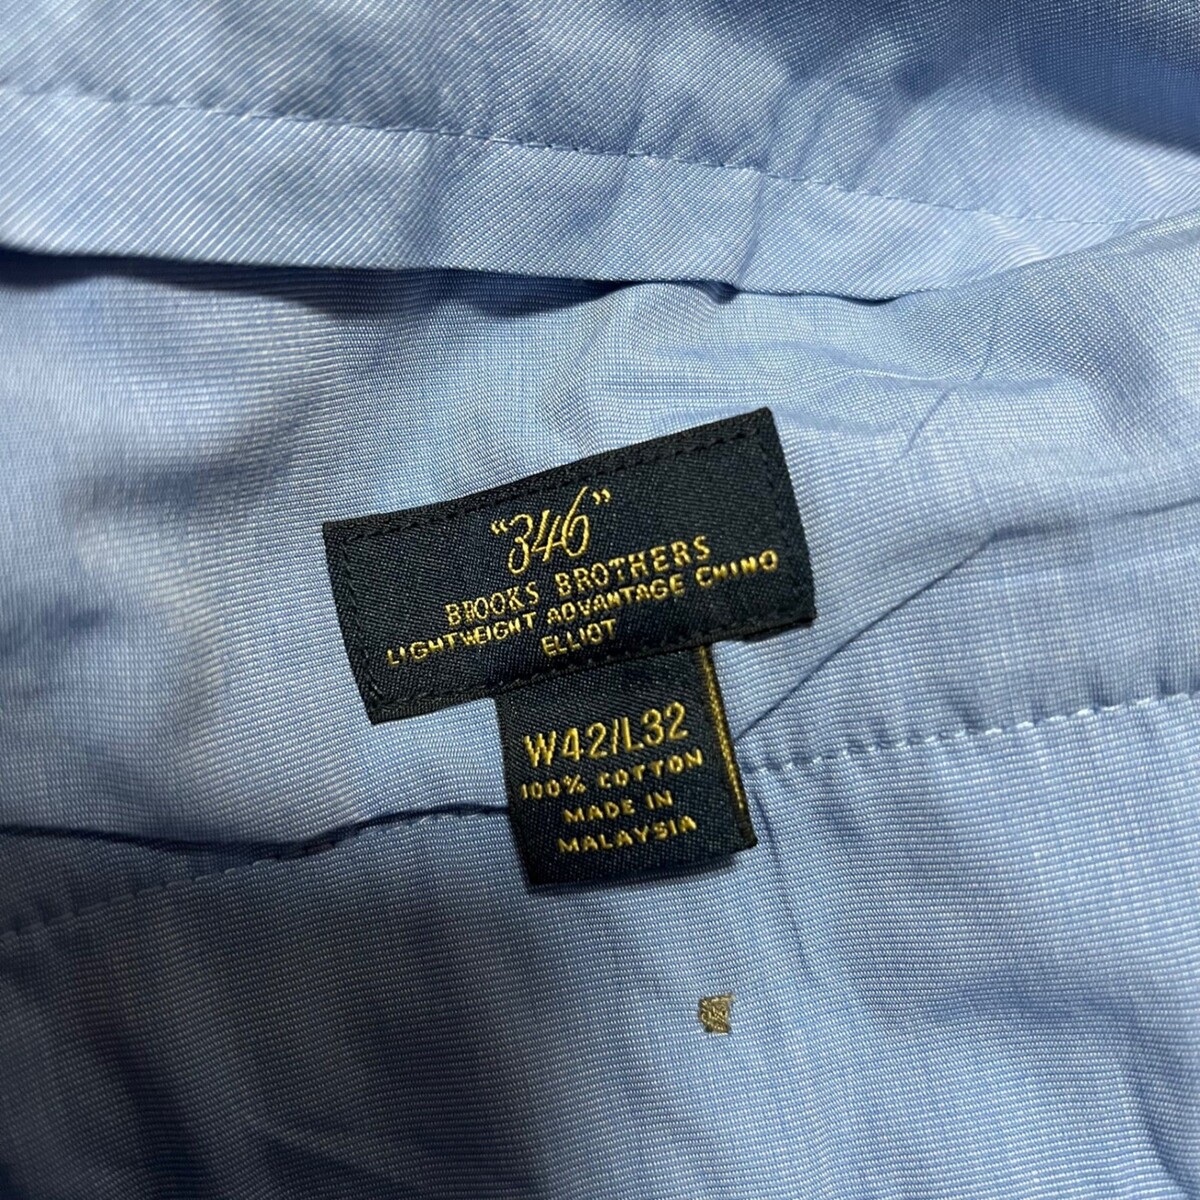 "346"
BROOKS BROTHERS
LIGHTWEIGHT ADVANTAGE CHINO
ELLIOT
W42/L32
100% COTTON
MADE IN
MALAYSIA